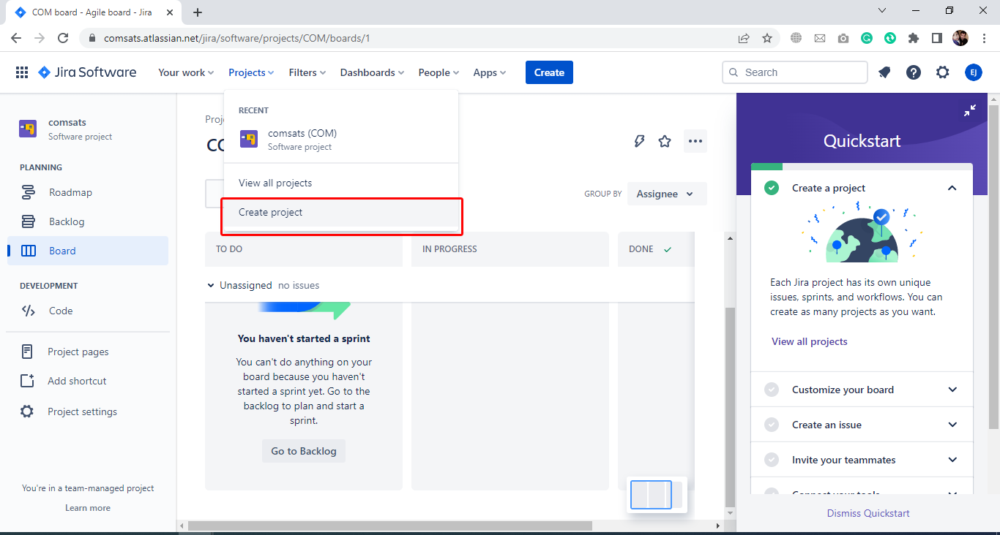 COM board - Agile board - Jira
comsats.atlassian.net/jira/software/projects/COM/boards/1
Jira Software
Your work
Projects
Filters
Dashboards
People
Apps
Create
Search
EJ
comsats
Software project
PLANNING
Roadmap
Backlog
Board
DEVELOPMENT
Code
Project pages
Add shortcut
Project settings
You're in a team-managed project
Learn more
RECENT
comsats (COM)
Software project
View all projects
Create project
GROUP BY
Assignee
TO DO
IN PROGRESS
DONE
Unassigned no issues
You haven't started a sprint
You can't do anything on your
board because you haven't
started a sprint yet. Go to the
backlog to plan and start a
sprint.
Go to Backlog
Quickstart
Create a project
Each Jira project has its own unique
issues, sprints, and workflows. You can
create as many projects as you want.
View all projects
Customize your board
Create an issue
Invite your teammates
Connect your tools
Dismiss Quickstart